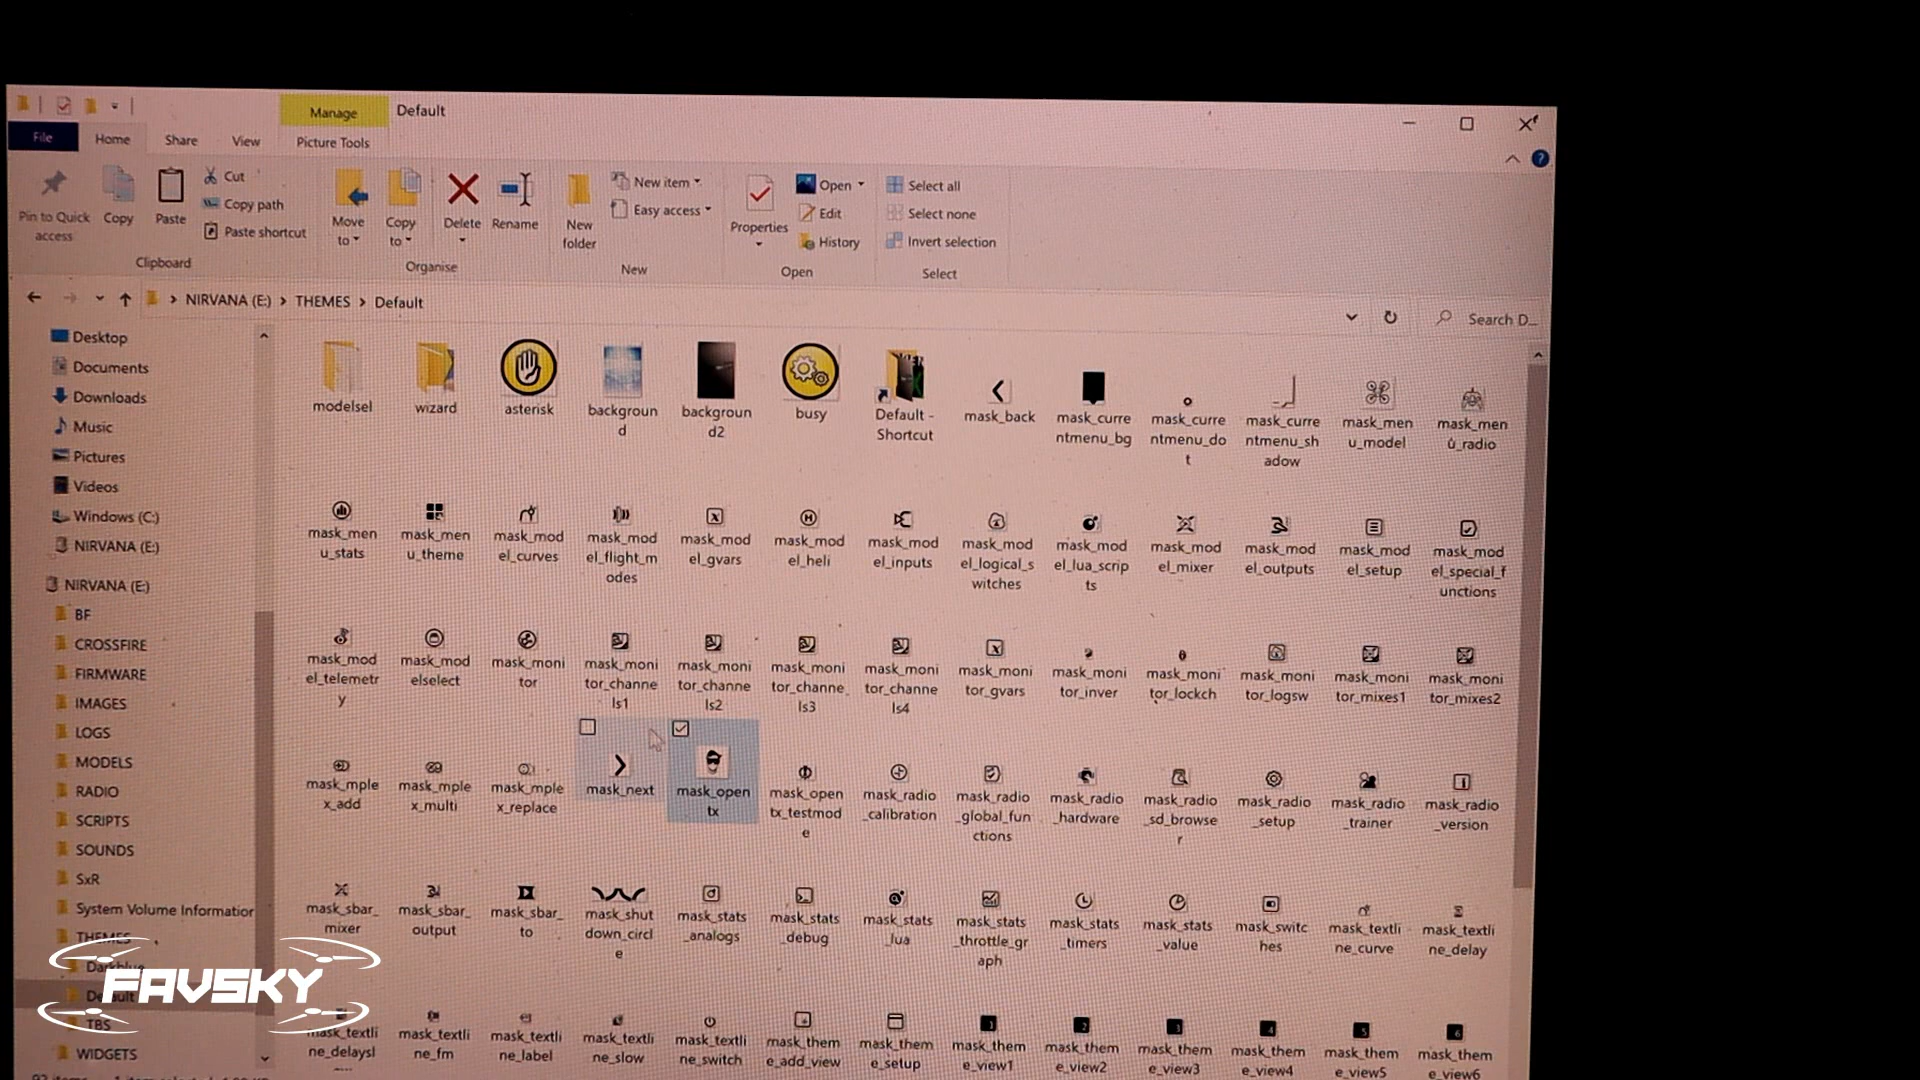 Manage
Default
File
Home
Share
View
Picture Tools
Pin to Quick
access
Copy
Paste
Cut
Copy path
Paste shortcut
Clipboard
Move
to
Copy
to
Delete
Rename
Organise
New
folder
New item
Easy access
New
Properties
Open
Edit
History
Open
Select all
Select none
Invert selection
Select
NIRVANA (E:) > THEMES > Default
Search D...
Desktop
Documents
Downloads
Music
Pictures
Videos
Windows (C:)
NIRVANA (E:)
NIRVANA (E:)
BF
CROSSFIRE
FIRMWARE
IMAGES
LOGS
MODELS
RADIO
SCRIPTS
SOUNDS
SxR
System Volume Information
THEMES
Darkblue
Default
TBS
WIDGETS
modelsel
wizard
asterisk
backgroun
d
backgroun
d2
busy
Default -
Shortcut
mask_back
mask_curre
ntmenu_bg
mask_curre
ntmenu_do
t
mask_curre
ntmenu_sh
adow
mask_men
u_model
mask_men
u_radio
mask_men
u_stats
mask_men
u_theme
mask_mod
el_curves
mask_mod
el_flight_m
odes
mask_mod
el_gvars
mask_mod
el_heli
mask_mod
el_inputs
mask_mod
el_logical_s
witches
mask_mod
el_lua_scrip
ts
mask_mod
el_mixer
mask_mod
el_outputs
mask_mod
el_setup
mask_mod
el_special_f
unctions
mask_mod
el_telemetr
y
mask_mod
elselect
mask_moni
tor
mask_moni
tor_channe
ls1
mask_moni
tor_channe
ls2
mask_moni
tor_channe
ls3
mask_moni
tor_channe
ls4
mask_moni
tor_gvars
mask_moni
tor_inver
mask_moni
tor_lockch
mask_moni
tor_logsw
mask_moni
tor_mixes1
mask_moni
tor_mixes2
mask_mple
x_add
mask_mple
x_multi
mask_mple
x_replace
mask_next
mask_open
tx
mask_open
tx_testmod
e
mask_radio
_calibration
mask_radio
_global_fun
ctions
mask_radio
_hardware
mask_radio
_sd_browse
r
mask_radio
_setup
mask_radio
_trainer
mask_radio
_version
mask_sbar_
mixer
mask_sbar_
output
mask_sbar_
to
mask_shut
down_circl
e
mask_stats
_analogs
mask_stats
_debug
mask_stats
_lua
mask_stats
_throttle_gr
aph
mask_stats
_timers
mask_stats
_value
mask_switc
hes
mask_textli
ne_curve
mask_textli
ne_delay
mask_textli
ne_delaysl
mask_textli
ne_fm
mask_textli
ne_label
mask_textli
ne_slow
mask_textli
ne_switch
mask_them
e_add_view
mask_them
e_setup
mask_them
e_view1
mask_them
e_view2
mask_them
e_view3
mask_them
e_view4
mask_them
e_view5
mask_them
e_view6
FAVSKY